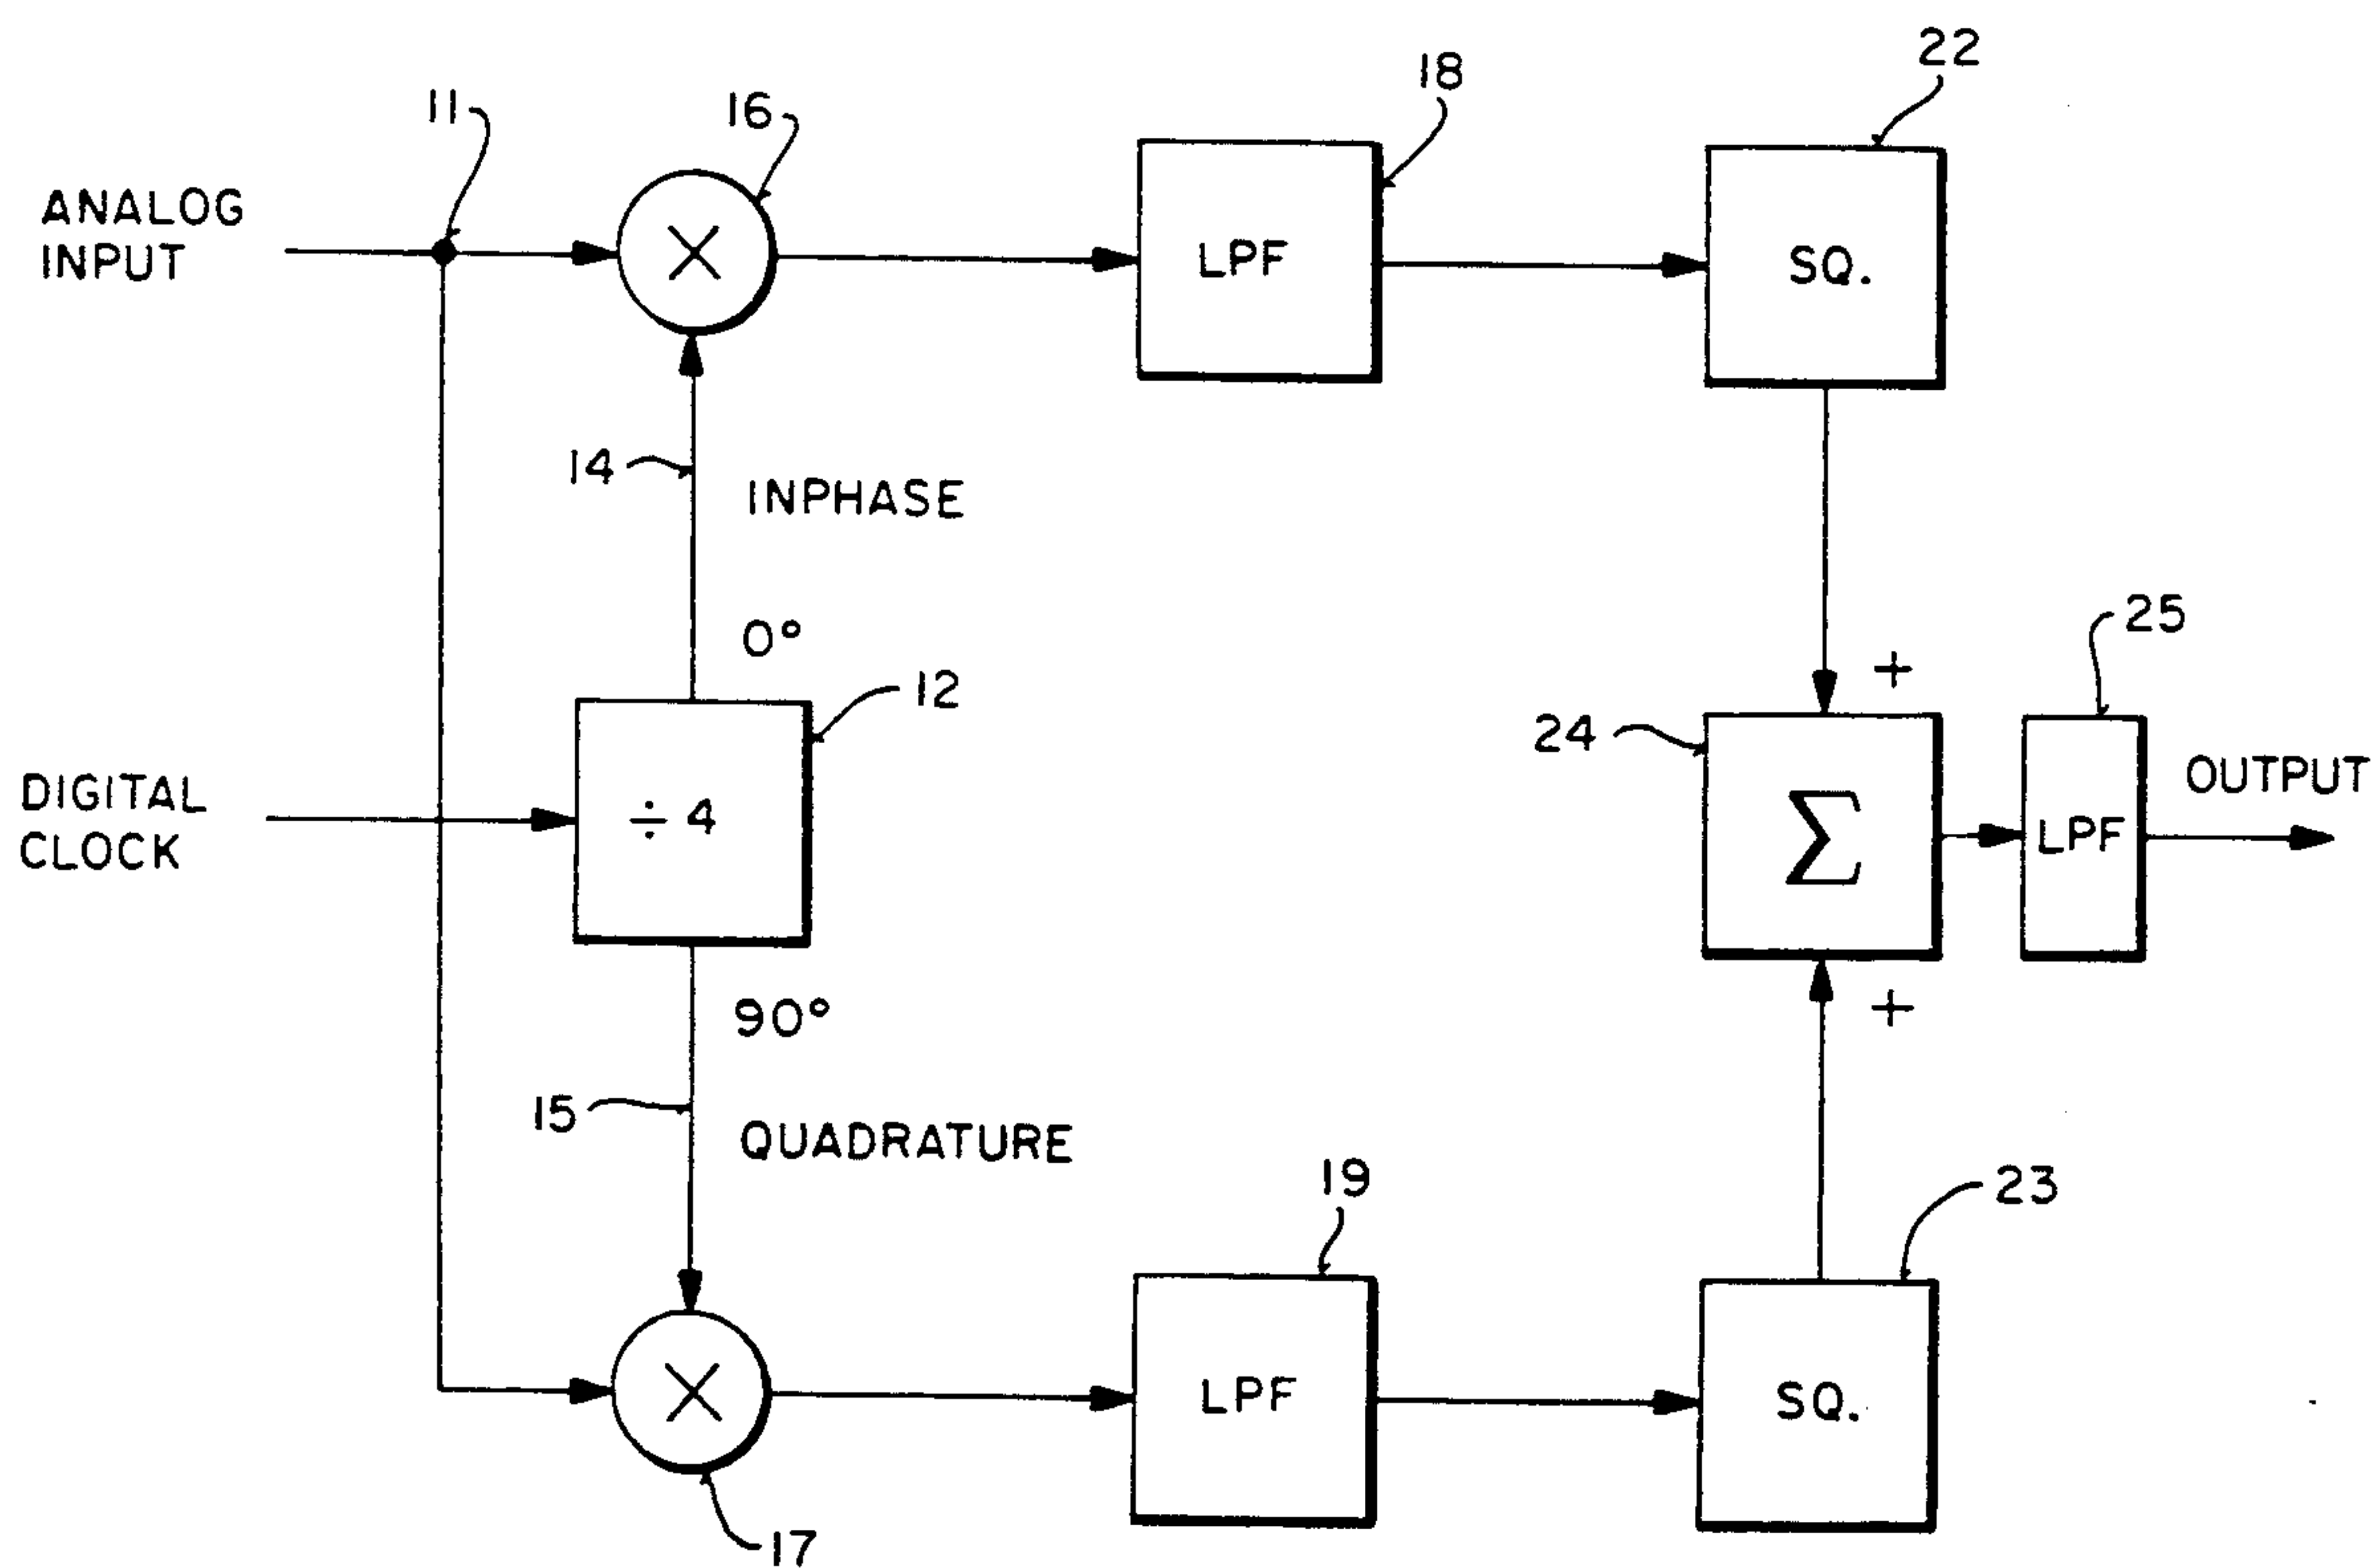 22
18
11
16
ANALOG
INPUT
×
LPF
SQ.
14
INPHASE
0°
25
+
12
24
DIGITAL
CLOCK
÷ 4
Σ
LPF
OUTPUT
90°
+
15
QUADRATURE
19
23
×
LPF
SQ.
17